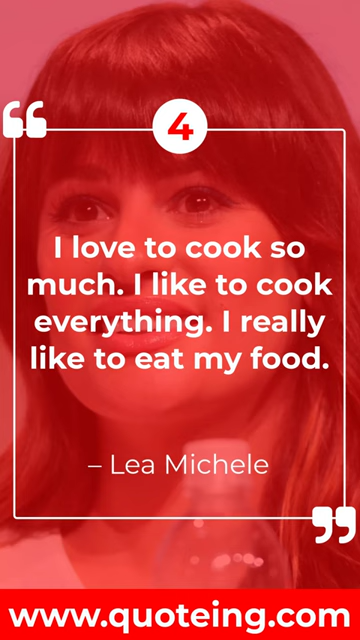 4
I love to cook so
much. I like to cook
everything. I really
like to eat my food.
– Lea Michele
www.quoteing.com